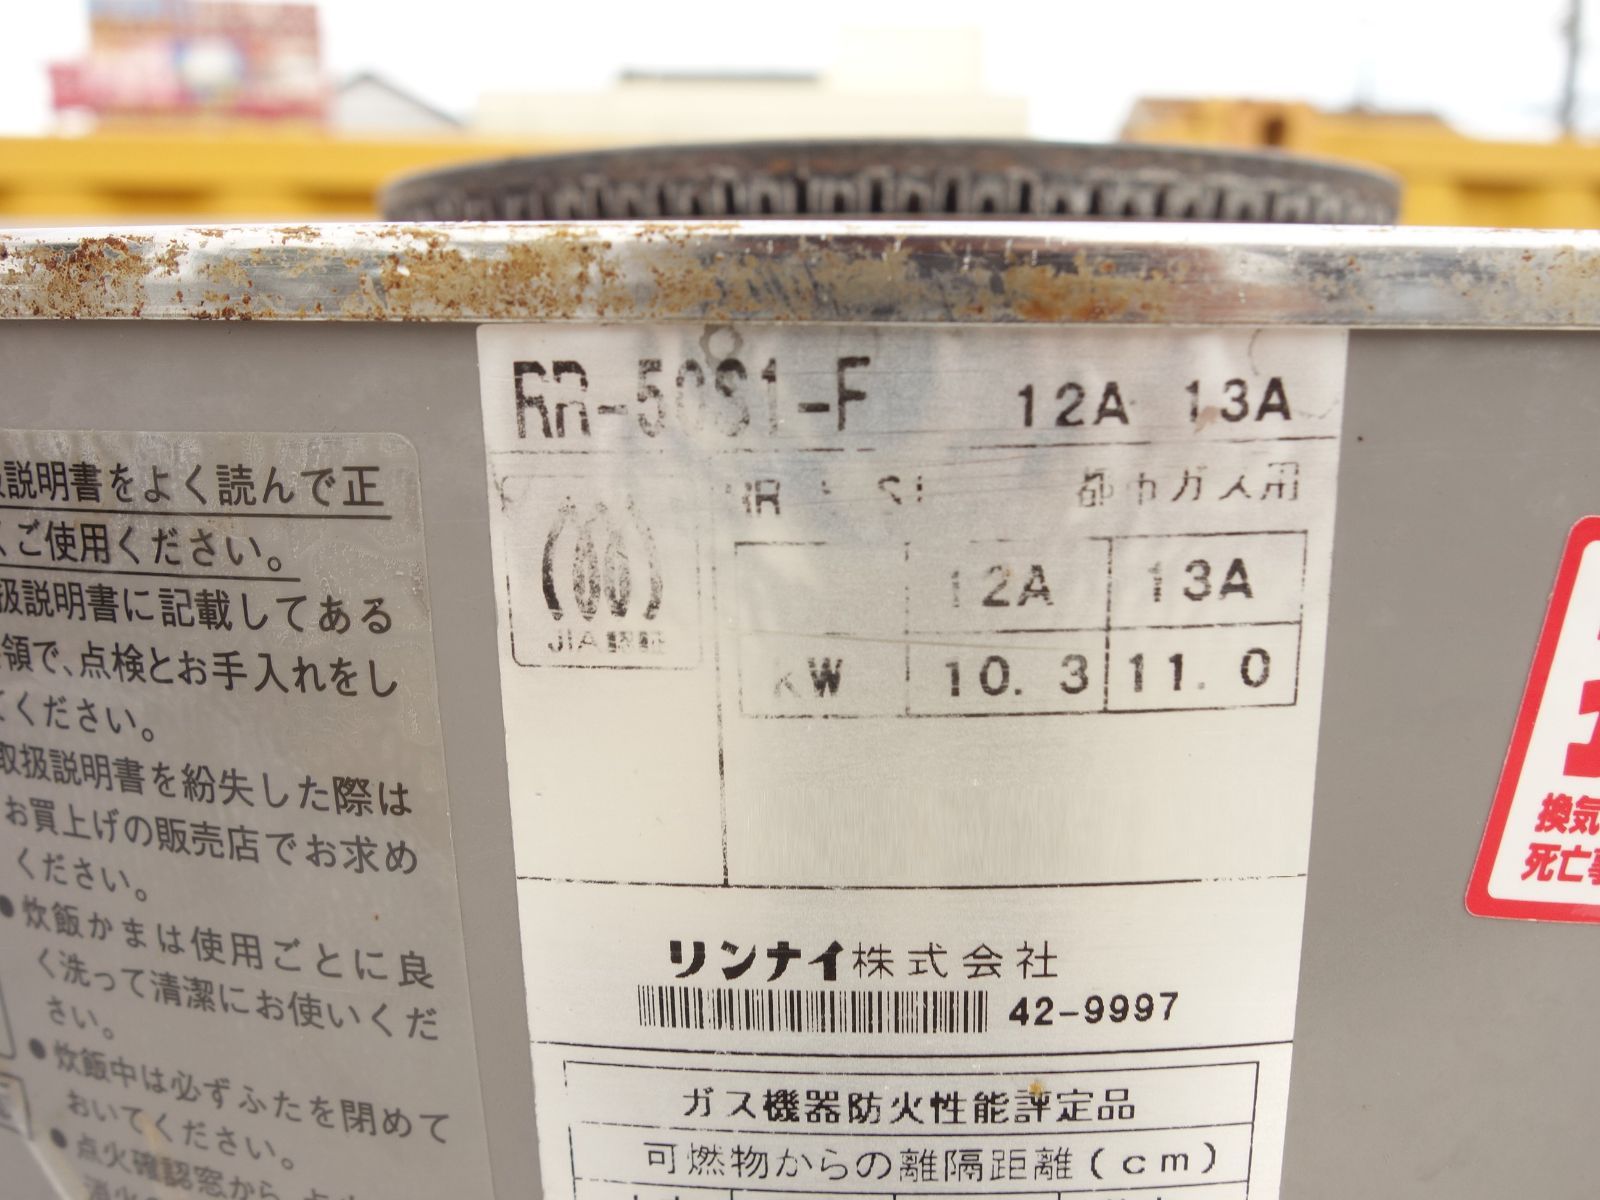 説明書をよく読んで正
くご使用ください。
扱説明書に記載してある
領で、点検とお手入れをし
てください。
取扱説明書を紛失した際は
お買上げの販売店でお求め
ください。
●炊飯かまは使用ごとに良
く洗って清潔にお使いくだ
さい。
●炊飯中は必ずふたを閉めて
おいてください。
●点火確認窓から
RR-50S1-F 12A 13A
都市ガス用
JIA
12A 13A
kW 10.3 11.0
リンナイ株式会社
42-9997
ガス機器防火性能評定品
可燃物からの離隔距離(cm)
換気
死亡事